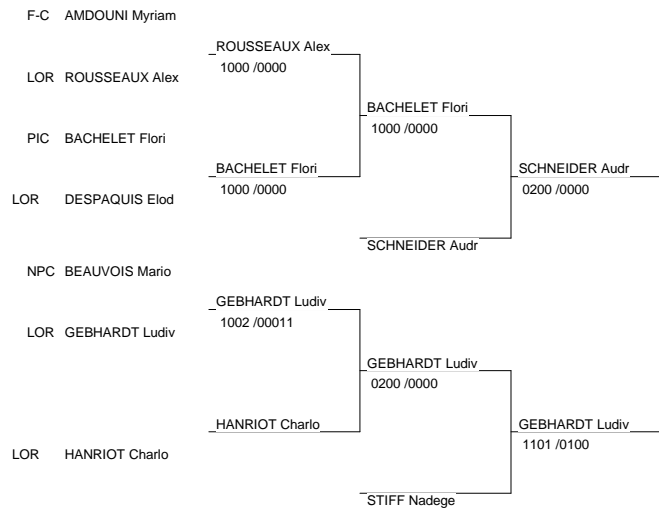 F-C AMDOUNI Myriam
ROUSSEAUX Alex
1000 /0000
LOR ROUSSEAUX Alex
BACHELET Flori
1000 /0000
PIC BACHELET Flori
BACHELET Flori
1000 /0000
SCHNEIDER Audr
0200 /0000
LOR DESPAQUIS Elod
SCHNEIDER Audr
NPC BEAUVOIS Mario
GEBHARDT Ludiv
1002 /00011
LOR GEBHARDT Ludiv
GEBHARDT Ludiv
0200 /0000
HANRIOT Charlo
GEBHARDT Ludiv
1101 /0100
LOR HANRIOT Charlo
STIFF Nadege